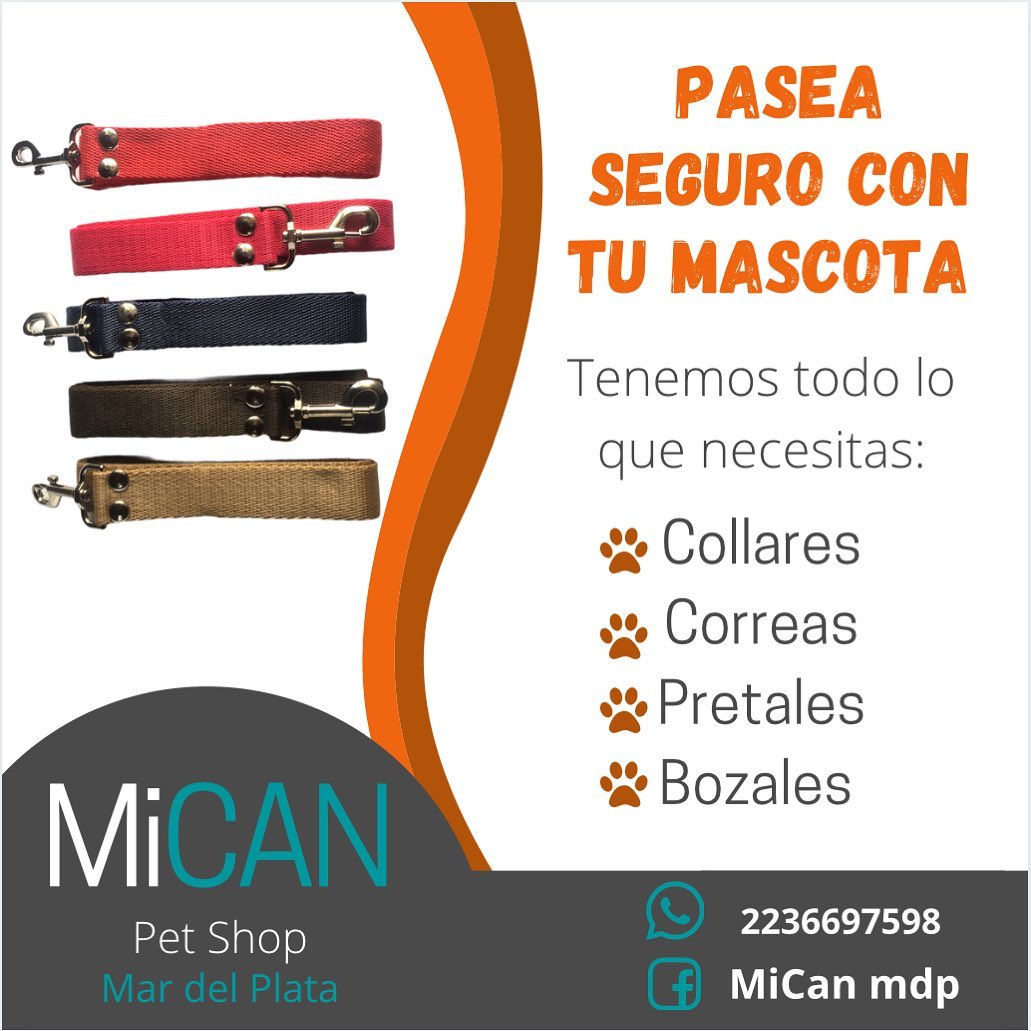 PASEA
SEGURO CON
TU MASCOTA
Tenemos todo lo
que necesitas:
Collares
Correas
Pretales
Bozales
MiCAN
Pet Shop
Mar del Plata
2236697598
MiCan mdp